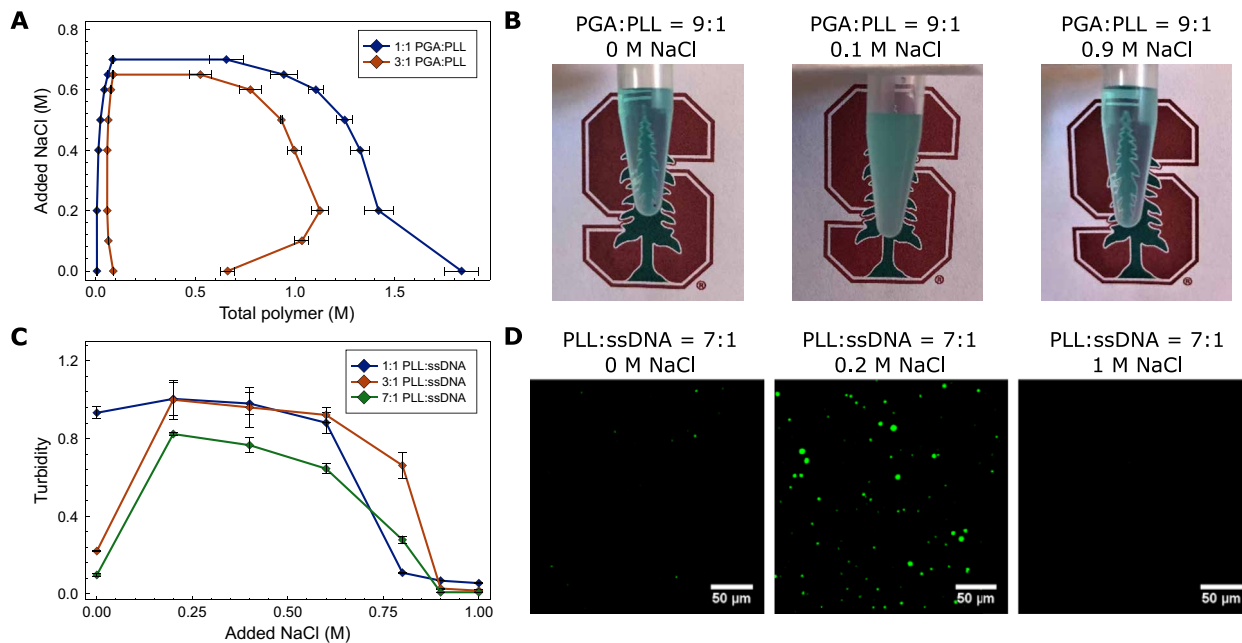 A
0.8
0.6
0.4
0.2
0.0
Added NaCl (M)
0.0
0.5
1.0
1.5
Total polymer (M)
1:1 PGA:PLL
3:1 PGA:PLL
B
PGA:PLL = 9:1
0 M NaCl
®
PGA:PLL = 9:1
0.1 M NaCl
®
PGA:PLL = 9:1
0.9 M NaCl
®
C
1.2
0.8
0.4
0.0
Turbidity
0.00
0.25
0.50
0.75
1.00
Added NaCl (M)
1:1 PLL:ssDNA
3:1 PLL:ssDNA
7:1 PLL:ssDNA
D
PLL:ssDNA = 7:1
0 M NaCl
50 µm
PLL:ssDNA = 7:1
0.2 M NaCl
50 µm
PLL:ssDNA = 7:1
1 M NaCl
50 µm